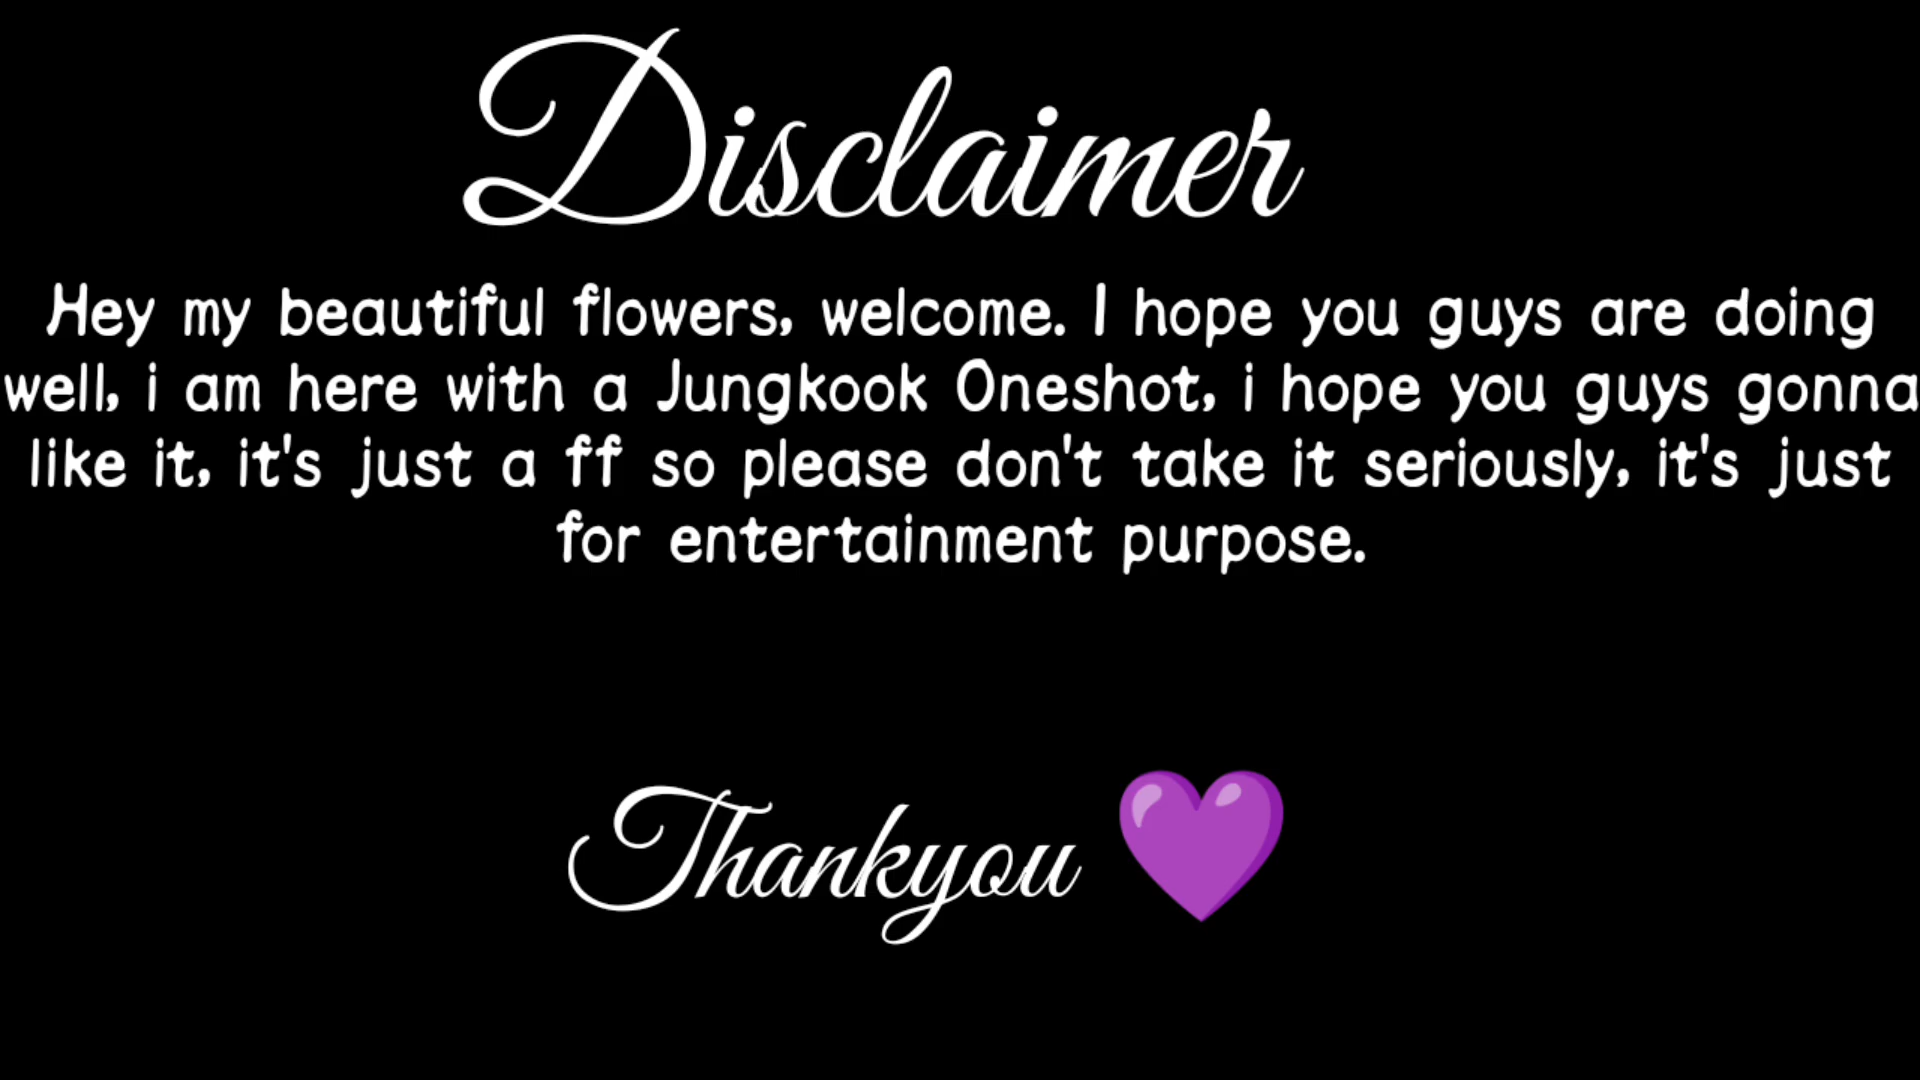 Disclaimer
Hey my beautiful flowers, welcome. I hope you guys are doing
well, i am here with a Jungkook Oneshot, i hope you guys gonna
like it, it's just a ff so please don't take it seriously, it's just
for entertainment purpose.
Thankyou 💜